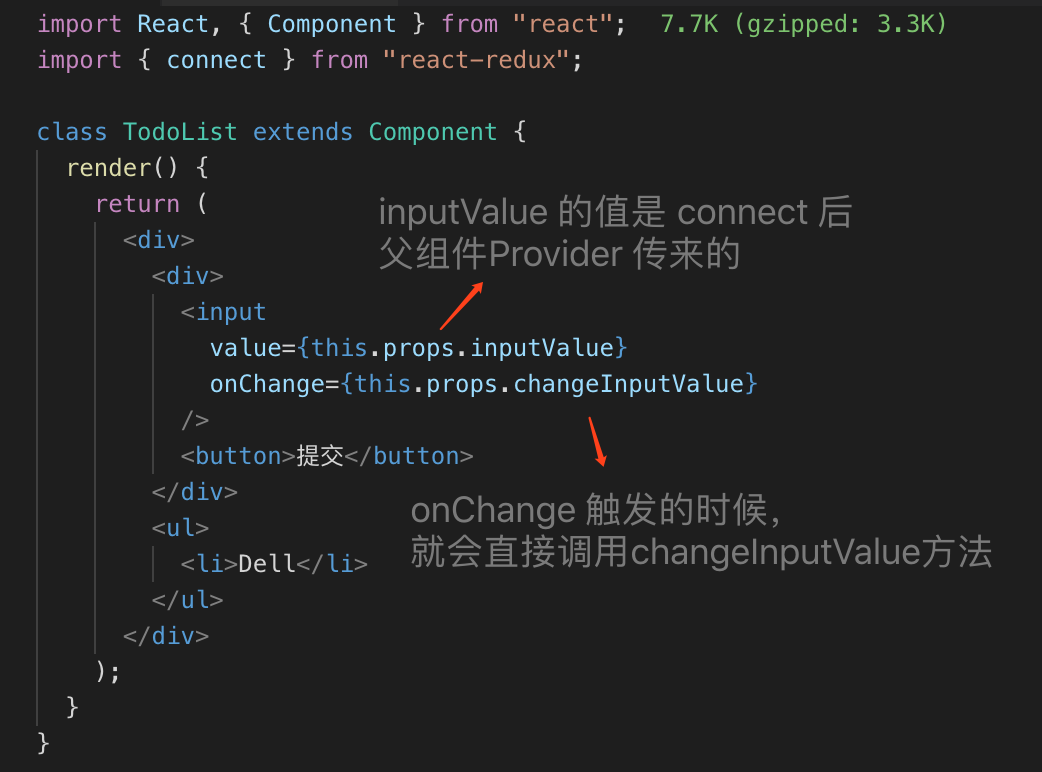 import React, { Component } from "react";  7.7K (gzipped: 3.3K)
import { connect } from "react-redux";
class TodoList extends Component {
render() {
return (
inputValue 的值是 connect 后
<div>
父组件Provider 传来的
<div>
<input
value={this.props.inputValue}
onChange={this.props.changeInputValue}
/>
<button>提交</button>
</div>
onChange 触发的时候,
<ul>
就会直接调用changeInputValue方法
<li>Dell</li>
</ul>
</div>
);
}
}